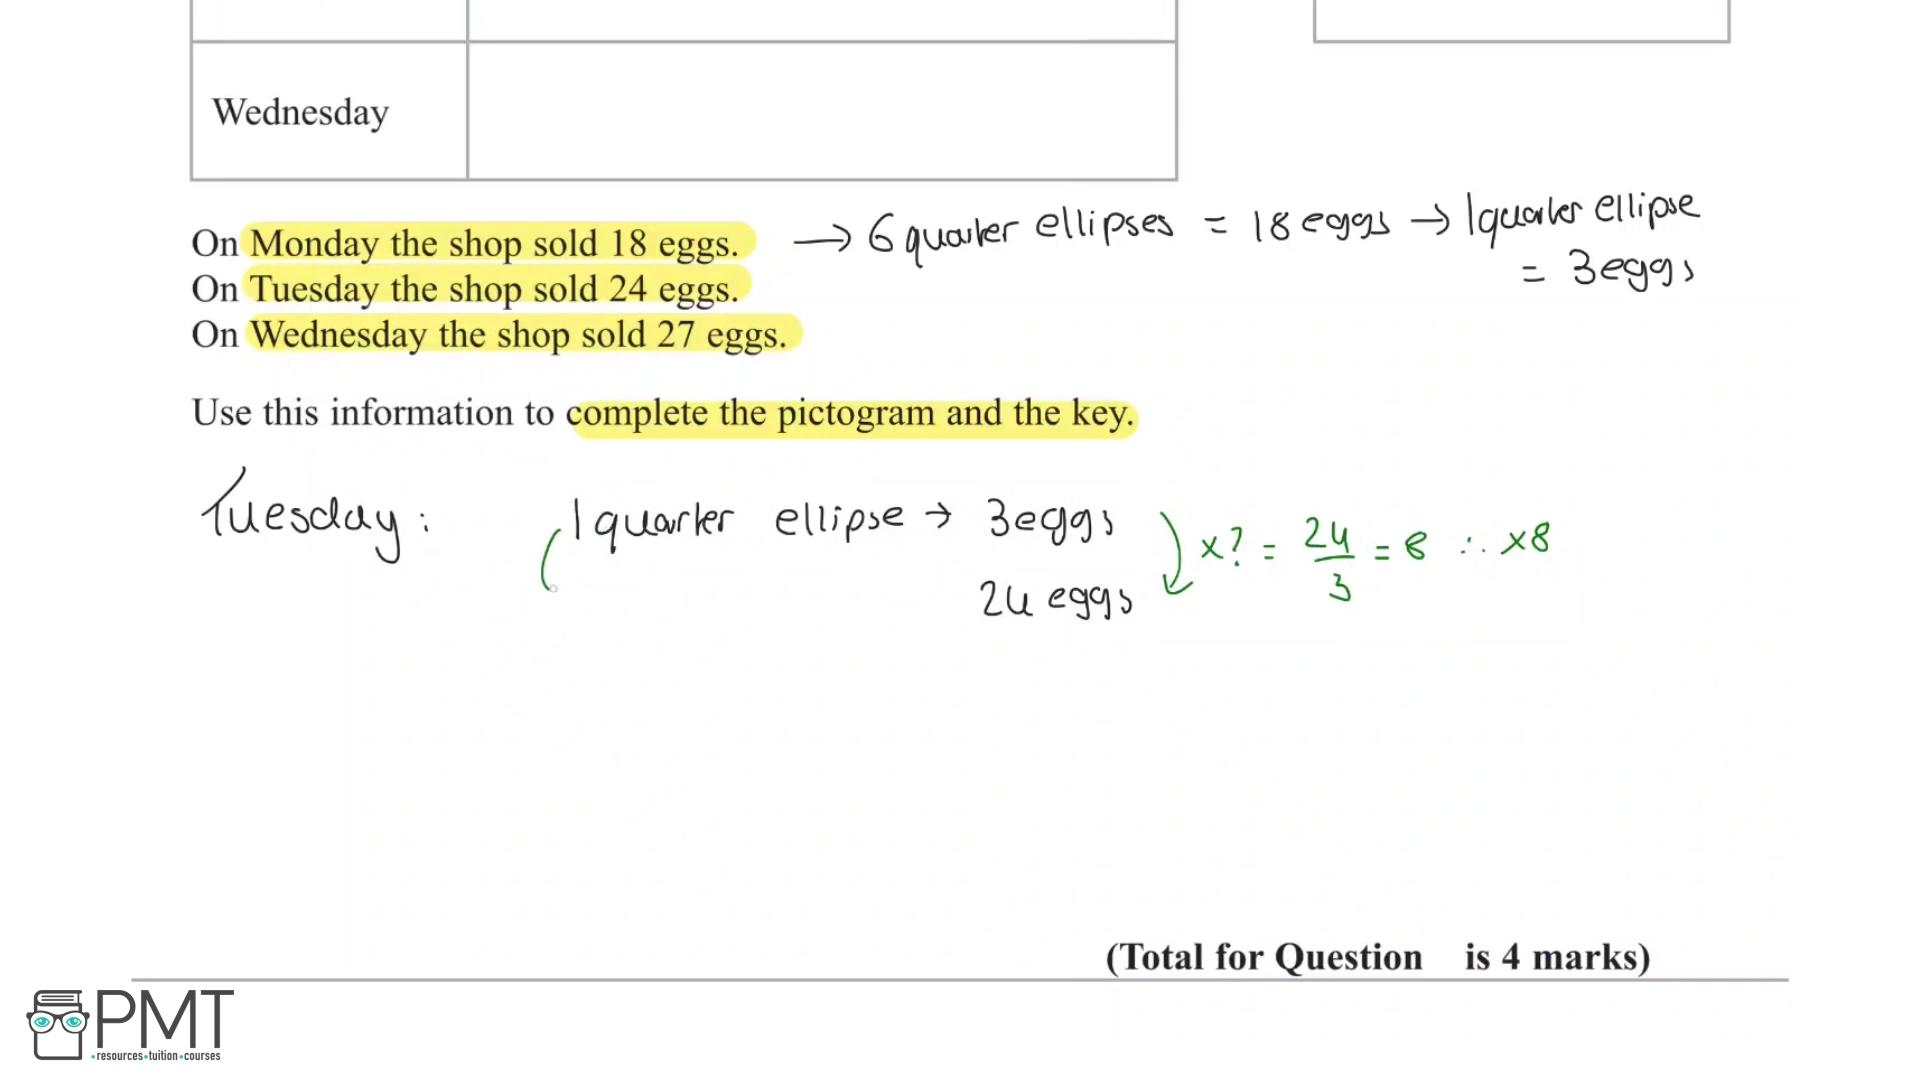 Wednesday
On Monday the shop sold 18 eggs. → 6 quarter ellipses = 18 eggs → 1 quarter ellipse
= 3 eggs
On Tuesday the shop sold 24 eggs.
On Wednesday the shop sold 27 eggs.
Use this information to complete the pictogram and the key.
Tuesday: 1 quarter ellipse → 3 eggs x? = 24/3 = 8 ∴ x8
24 eggs
(Total for Question is 4 marks)
PMT
•resources•tuition•courses